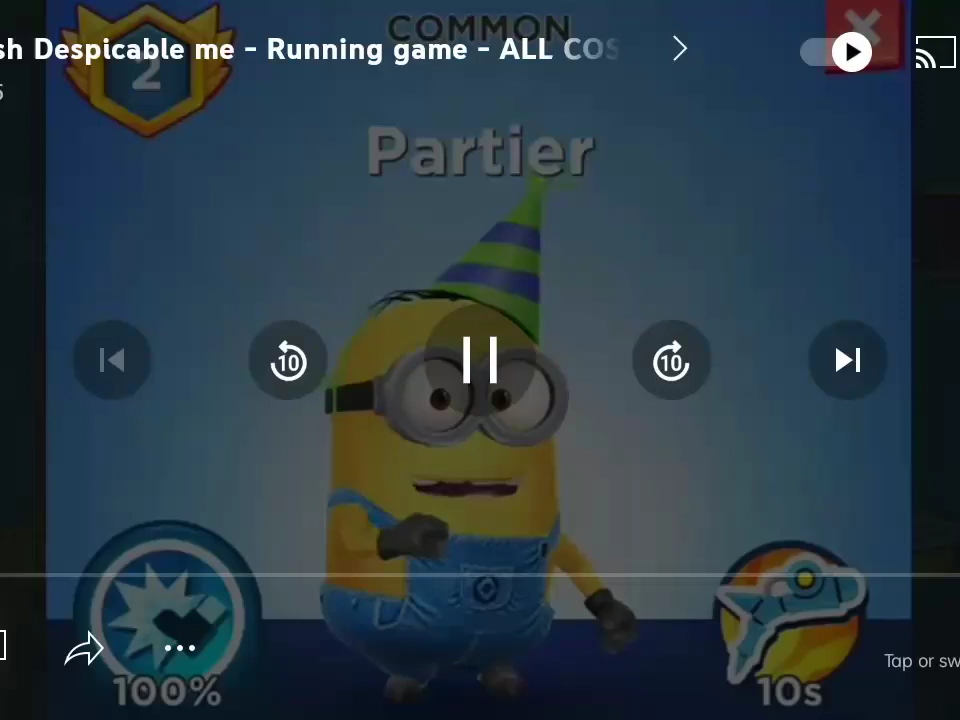 COMMON
sh Despicable me - Running game - ALL COS
2
Partier
10
10
100%
10s
Tap or sw